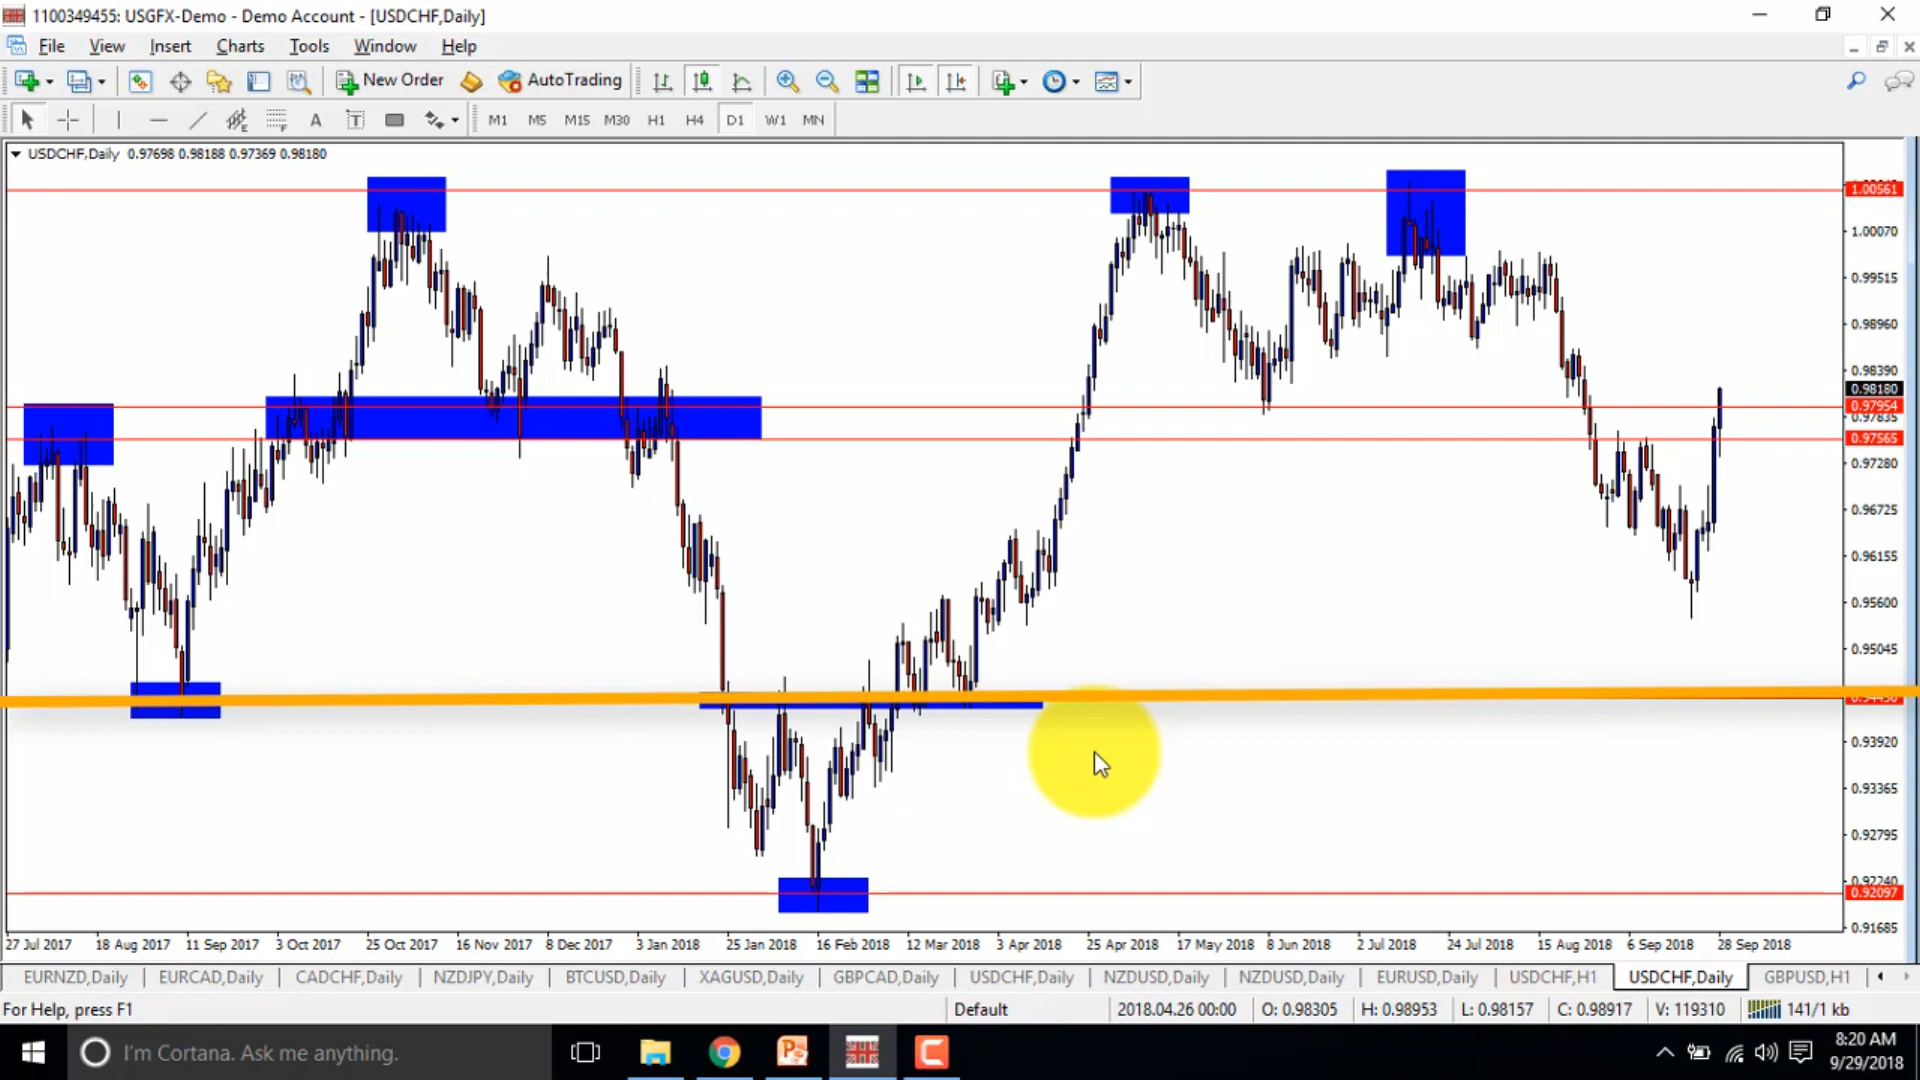 1100349455: USGFX-Demo - Demo Account - [USDCHF,Daily]
File View Insert Charts Tools Window Help
New Order AutoTrading
A T M1 M5 M15 M30 H1 H4 D1 W1 MN
USDCHF,Daily 0.97698 0.98188 0.97369 0.98180
1.00561
1.00070
0.99515
0.98960
0.98390
0.98180
0.97954
0.97835
0.97565
0.97280
0.96725
0.96155
0.95600
0.95045
0.93920
0.93365
0.92795
0.92240
0.92097
0.91685
27 Jul 2017 18 Aug 2017 11 Sep 2017 3 Oct 2017 25 Oct 2017 16 Nov 2017 8 Dec 2017 3 Jan 2018 25 Jan 2018 16 Feb 2018 12 Mar 2018 3 Apr 2018 25 Apr 2018 17 May 2018 8 Jun 2018 2 Jul 2018 24 Jul 2018 15 Aug 2018 6 Sep 2018 28 Sep 2018
EURNZD,Daily EURCAD,Daily CADCHF,Daily NZDJPY,Daily BTCUSD,Daily XAGUSD,Daily GBPCAD,Daily USDCHF,Daily NZDUSD,Daily NZDUSD,Daily EURUSD,Daily USDCHF,H1 USDCHF,Daily GBPUSD,H1
For Help, press F1 Default 2018.04.26 00:00 O: 0.98305 H: 0.98953 L: 0.98157 C: 0.98917 V: 119310 141/1 kb
I'm Cortana. Ask me anything.
8:20 AM
9/29/2018